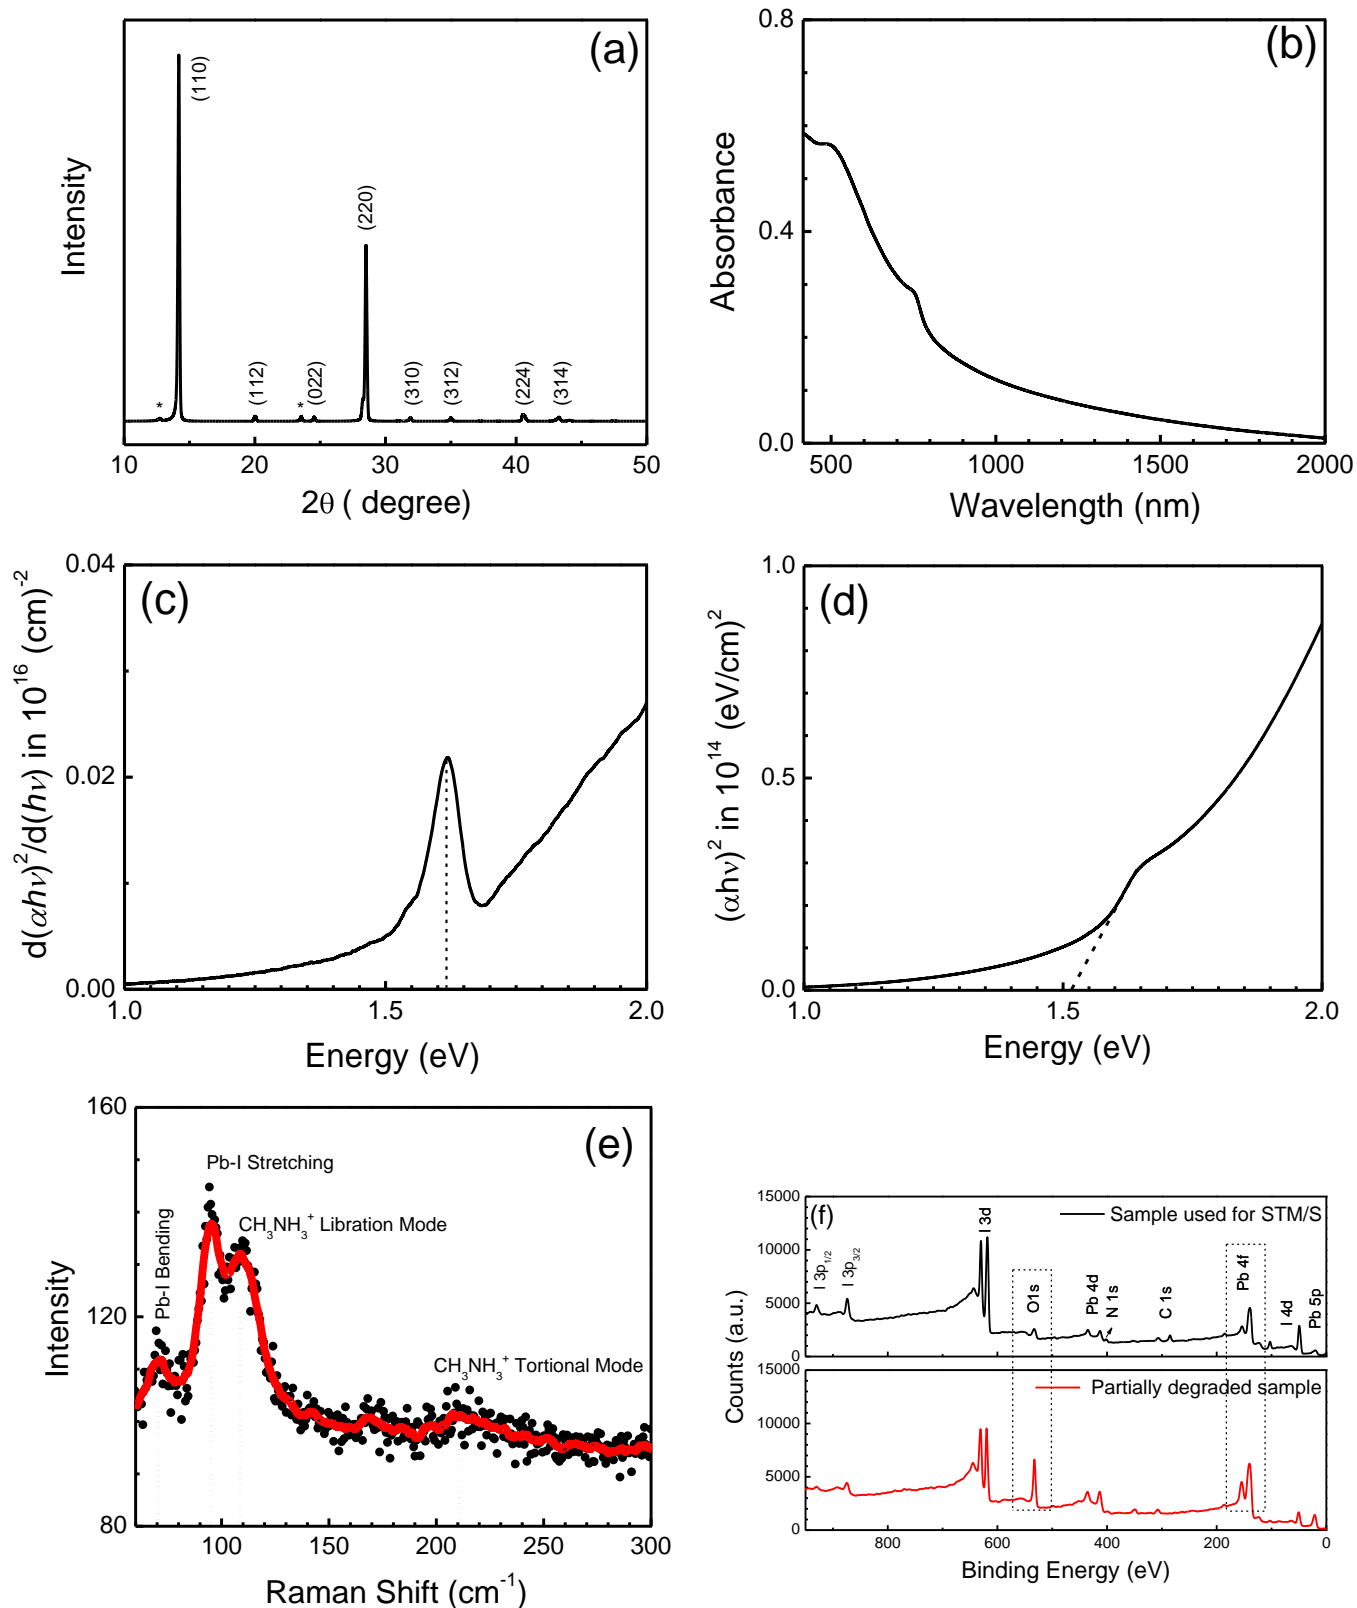 (a)
Intensity
(110)
(220)
*
(112)
*
(022)
(310)
(312)
(224)
(314)
10 20 30 40 50
2θ ( degree)
(b)
Absorbance
0.8
0.4
0.0
500 1000 1500 2000
Wavelength (nm)
(c)
d(αhν)²/d(hν) in 10¹⁶ (cm)⁻²
0.04
0.02
0.00
1.0 1.5 2.0
Energy (eV)
(d)
(αhν)² in 10¹⁴ (eV/cm)²
1.0
0.5
0.0
1.0 1.5 2.0
Energy (eV)
(e)
Intensity
160
120
80
Pb-I Bending
Pb-I Stretching
CH₃NH₃⁺ Libration Mode
CH₃NH₃⁺ Tortional Mode
100 150 200 250 300
Raman Shift (cm⁻¹)
(f)
Counts (a.u.)
15000
10000
5000
0
Sample used for STM/S
I 3p₁/₂
I 3p₃/₂
I 3d
O1s
Pb 4d
N 1s
C 1s
Pb 4f
I 4d
Pb 5p
15000
10000
5000
0
Partially degraded sample
800 600 400 200 0
Binding Energy (eV)